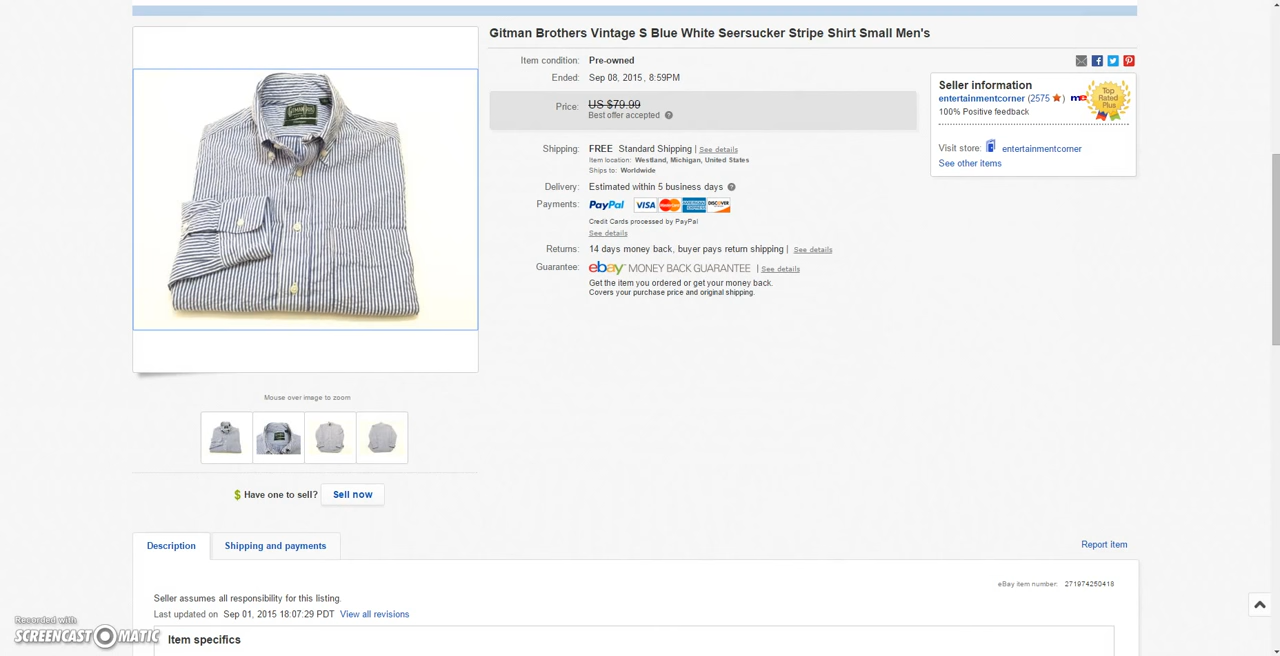 Gitman Brothers Vintage S Blue White Seersucker Stripe Shirt Small Men's
Item condition: Pre-owned
Ended: Sep 08, 2015 , 8:59PM
Price: US $79.99
Best offer accepted ?
Shipping: FREE Standard Shipping | See details
Item location: Westland, Michigan, United States
Ships to: Worldwide
Delivery: Estimated within 5 business days ?
Payments: PayPal VISA MasterCard AMERICAN EXPRESS DISCOVER
Credit Cards processed by PayPal
See details
Returns: 14 days money back, buyer pays return shipping | See details
Guarantee: ebay MONEY BACK GUARANTEE | See details
Get the item you ordered or get your money back.
Covers your purchase price and original shipping.
Seller information
entertainmentcorner (2575 ) me
100% Positive feedback
Top
Rated
Plus
Visit store: entertainmentcorner
See other items
Mouse over image to zoom
$ Have one to sell? Sell now
Description
Shipping and payments
Report item
eBay item number: 271974250418
Seller assumes all responsibility for this listing.
Last updated on Sep 01, 2015 18:07:29 PDT View all revisions
Item specifics
Recorded with
SCREENCAST-O-MATIC